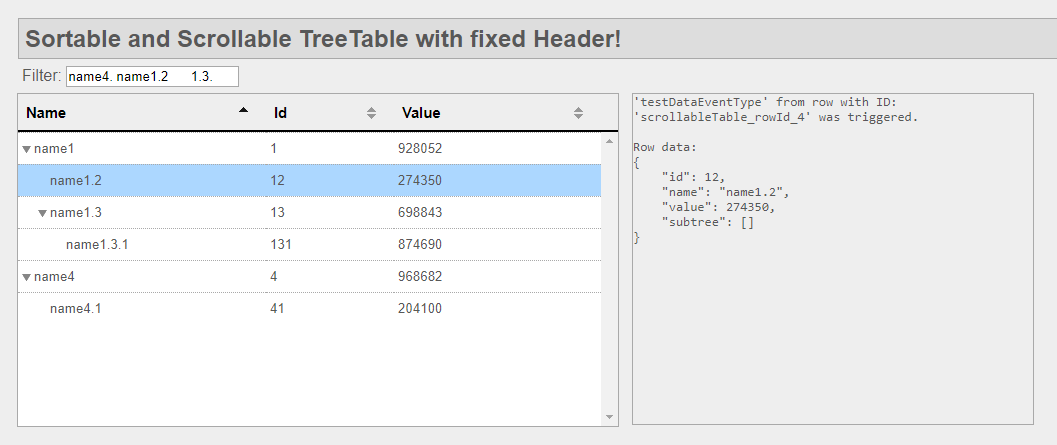 Sortable and Scrollable TreeTable with fixed Header!
Filter: name4. name1.2 1.3.
Name Id Value
name1 1 928052
name1.2 12 274350
name1.3 13 698843
name1.3.1 131 874690
name4 4 968682
name4.1 41 204100
'testDataEventType' from row with ID:
'scrollableTable_rowId_4' was triggered.
Row data:
{
"id": 12,
"name": "name1.2",
"value": 274350,
"subtree": []
}